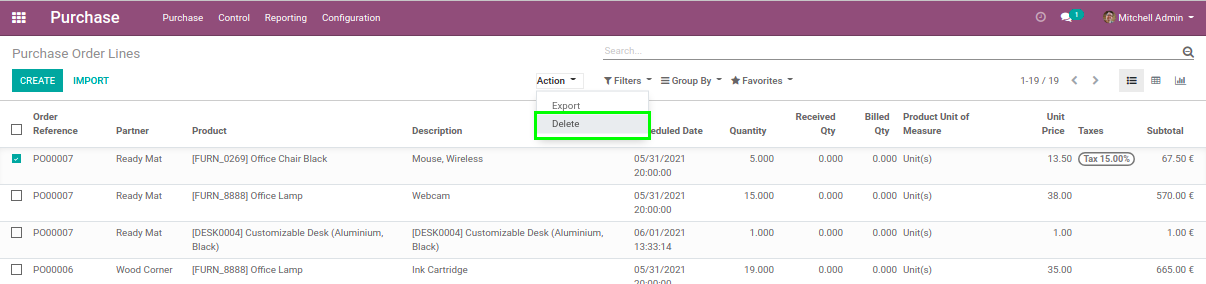 Purchase Purchase Control Reporting Configuration 1 Mitchell Admin
Purchase Order Lines Search...
CREATE IMPORT Action Filters Group By Favorites 1-19 / 19
Export
Delete
Order Reference Partner Product Description heduled Date Quantity Received Qty Billed Qty Product Unit of Measure Unit Price Taxes Subtotal
PO00007 Ready Mat [FURN_0269] Office Chair Black Mouse, Wireless 05/31/2021 20:00:00 5.000 0.000 0.000 Unit(s) 13.50 Tax 15.00% 67.50 €
PO00007 Ready Mat [FURN_8888] Office Lamp Webcam 05/31/2021 20:00:00 15.000 0.000 0.000 Unit(s) 38.00 570.00 €
PO00007 Ready Mat [DESK0004] Customizable Desk (Aluminium, Black) [DESK0004] Customizable Desk (Aluminium, Black) 06/01/2021 13:33:14 1.000 0.000 0.000 Unit(s) 1.00 1.00 €
PO00006 Wood Corner [FURN_8888] Office Lamp Ink Cartridge 05/31/2021 20:00:00 19.000 0.000 0.000 Unit(s) 35.00 665.00 €